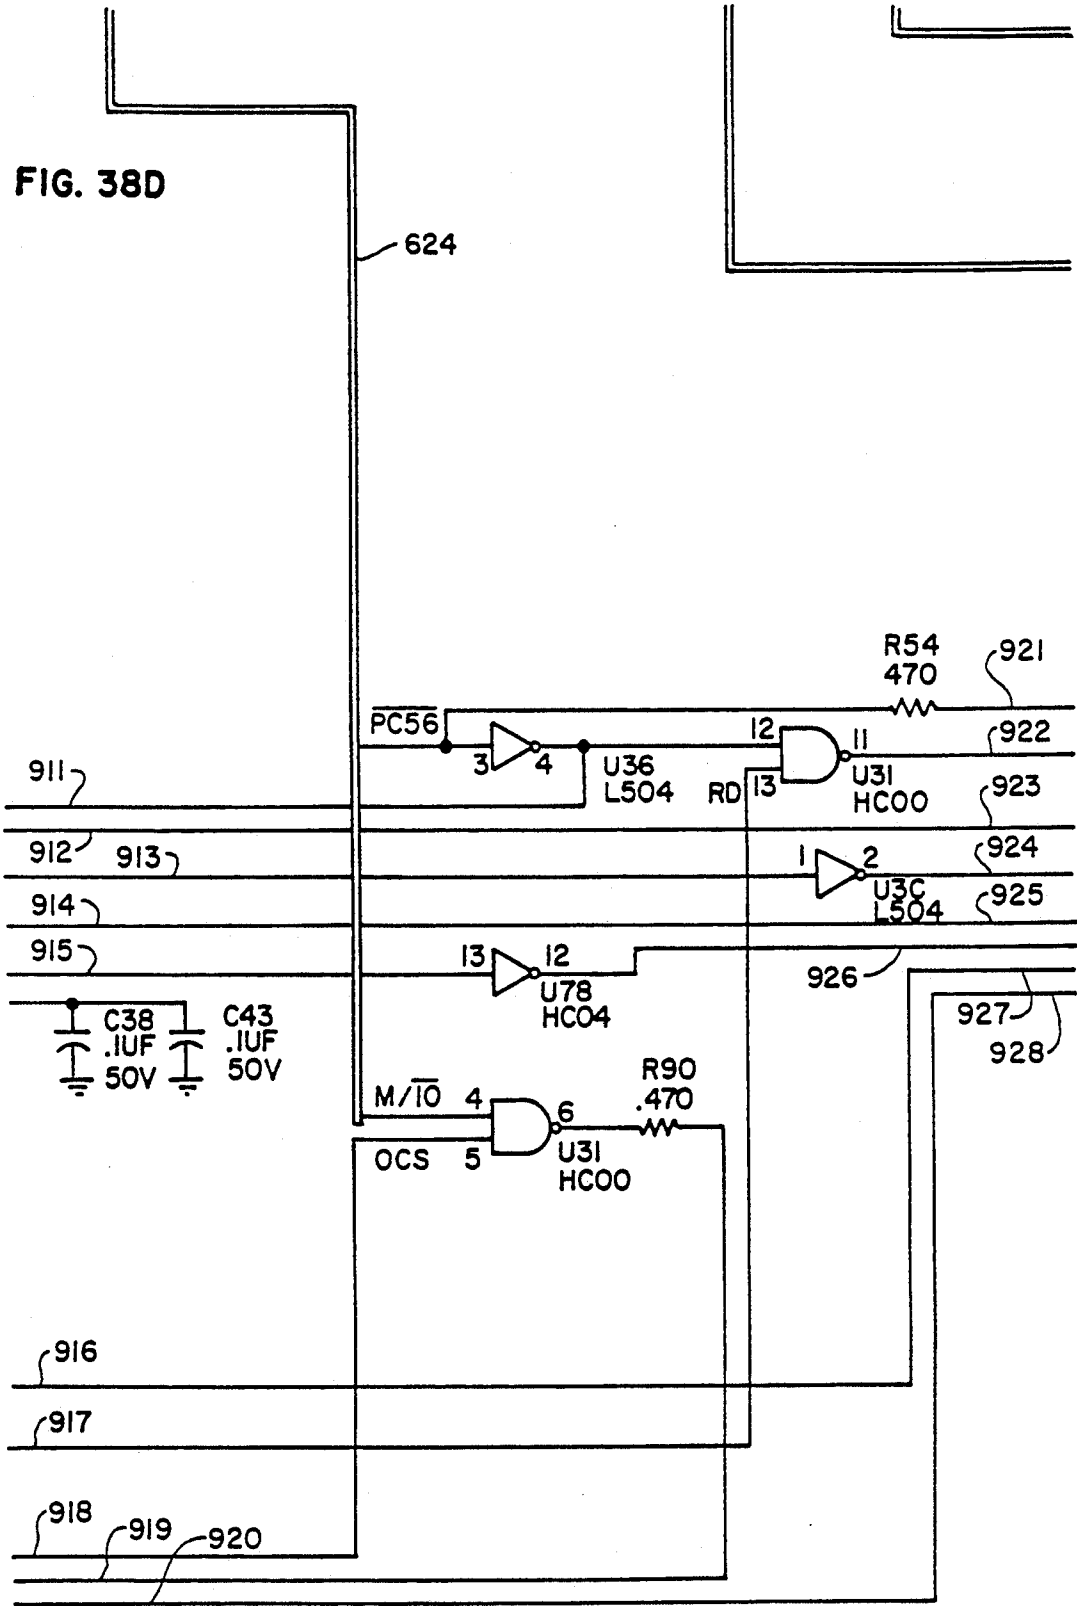 FIG. 38D
624
R54
470
921
PC56
12
11
922
3
4
U36
L504
RD
13
U31
HC00
911
923
912
913
1
2
924
U3C
L504
914
925
915
13
12
U78
HC04
926
927
928
C38
.1UF
50V
C43
.1UF
50V
M/IO
4
6
R90
.470
OCS
5
U31
HC00
916
917
918
919
920